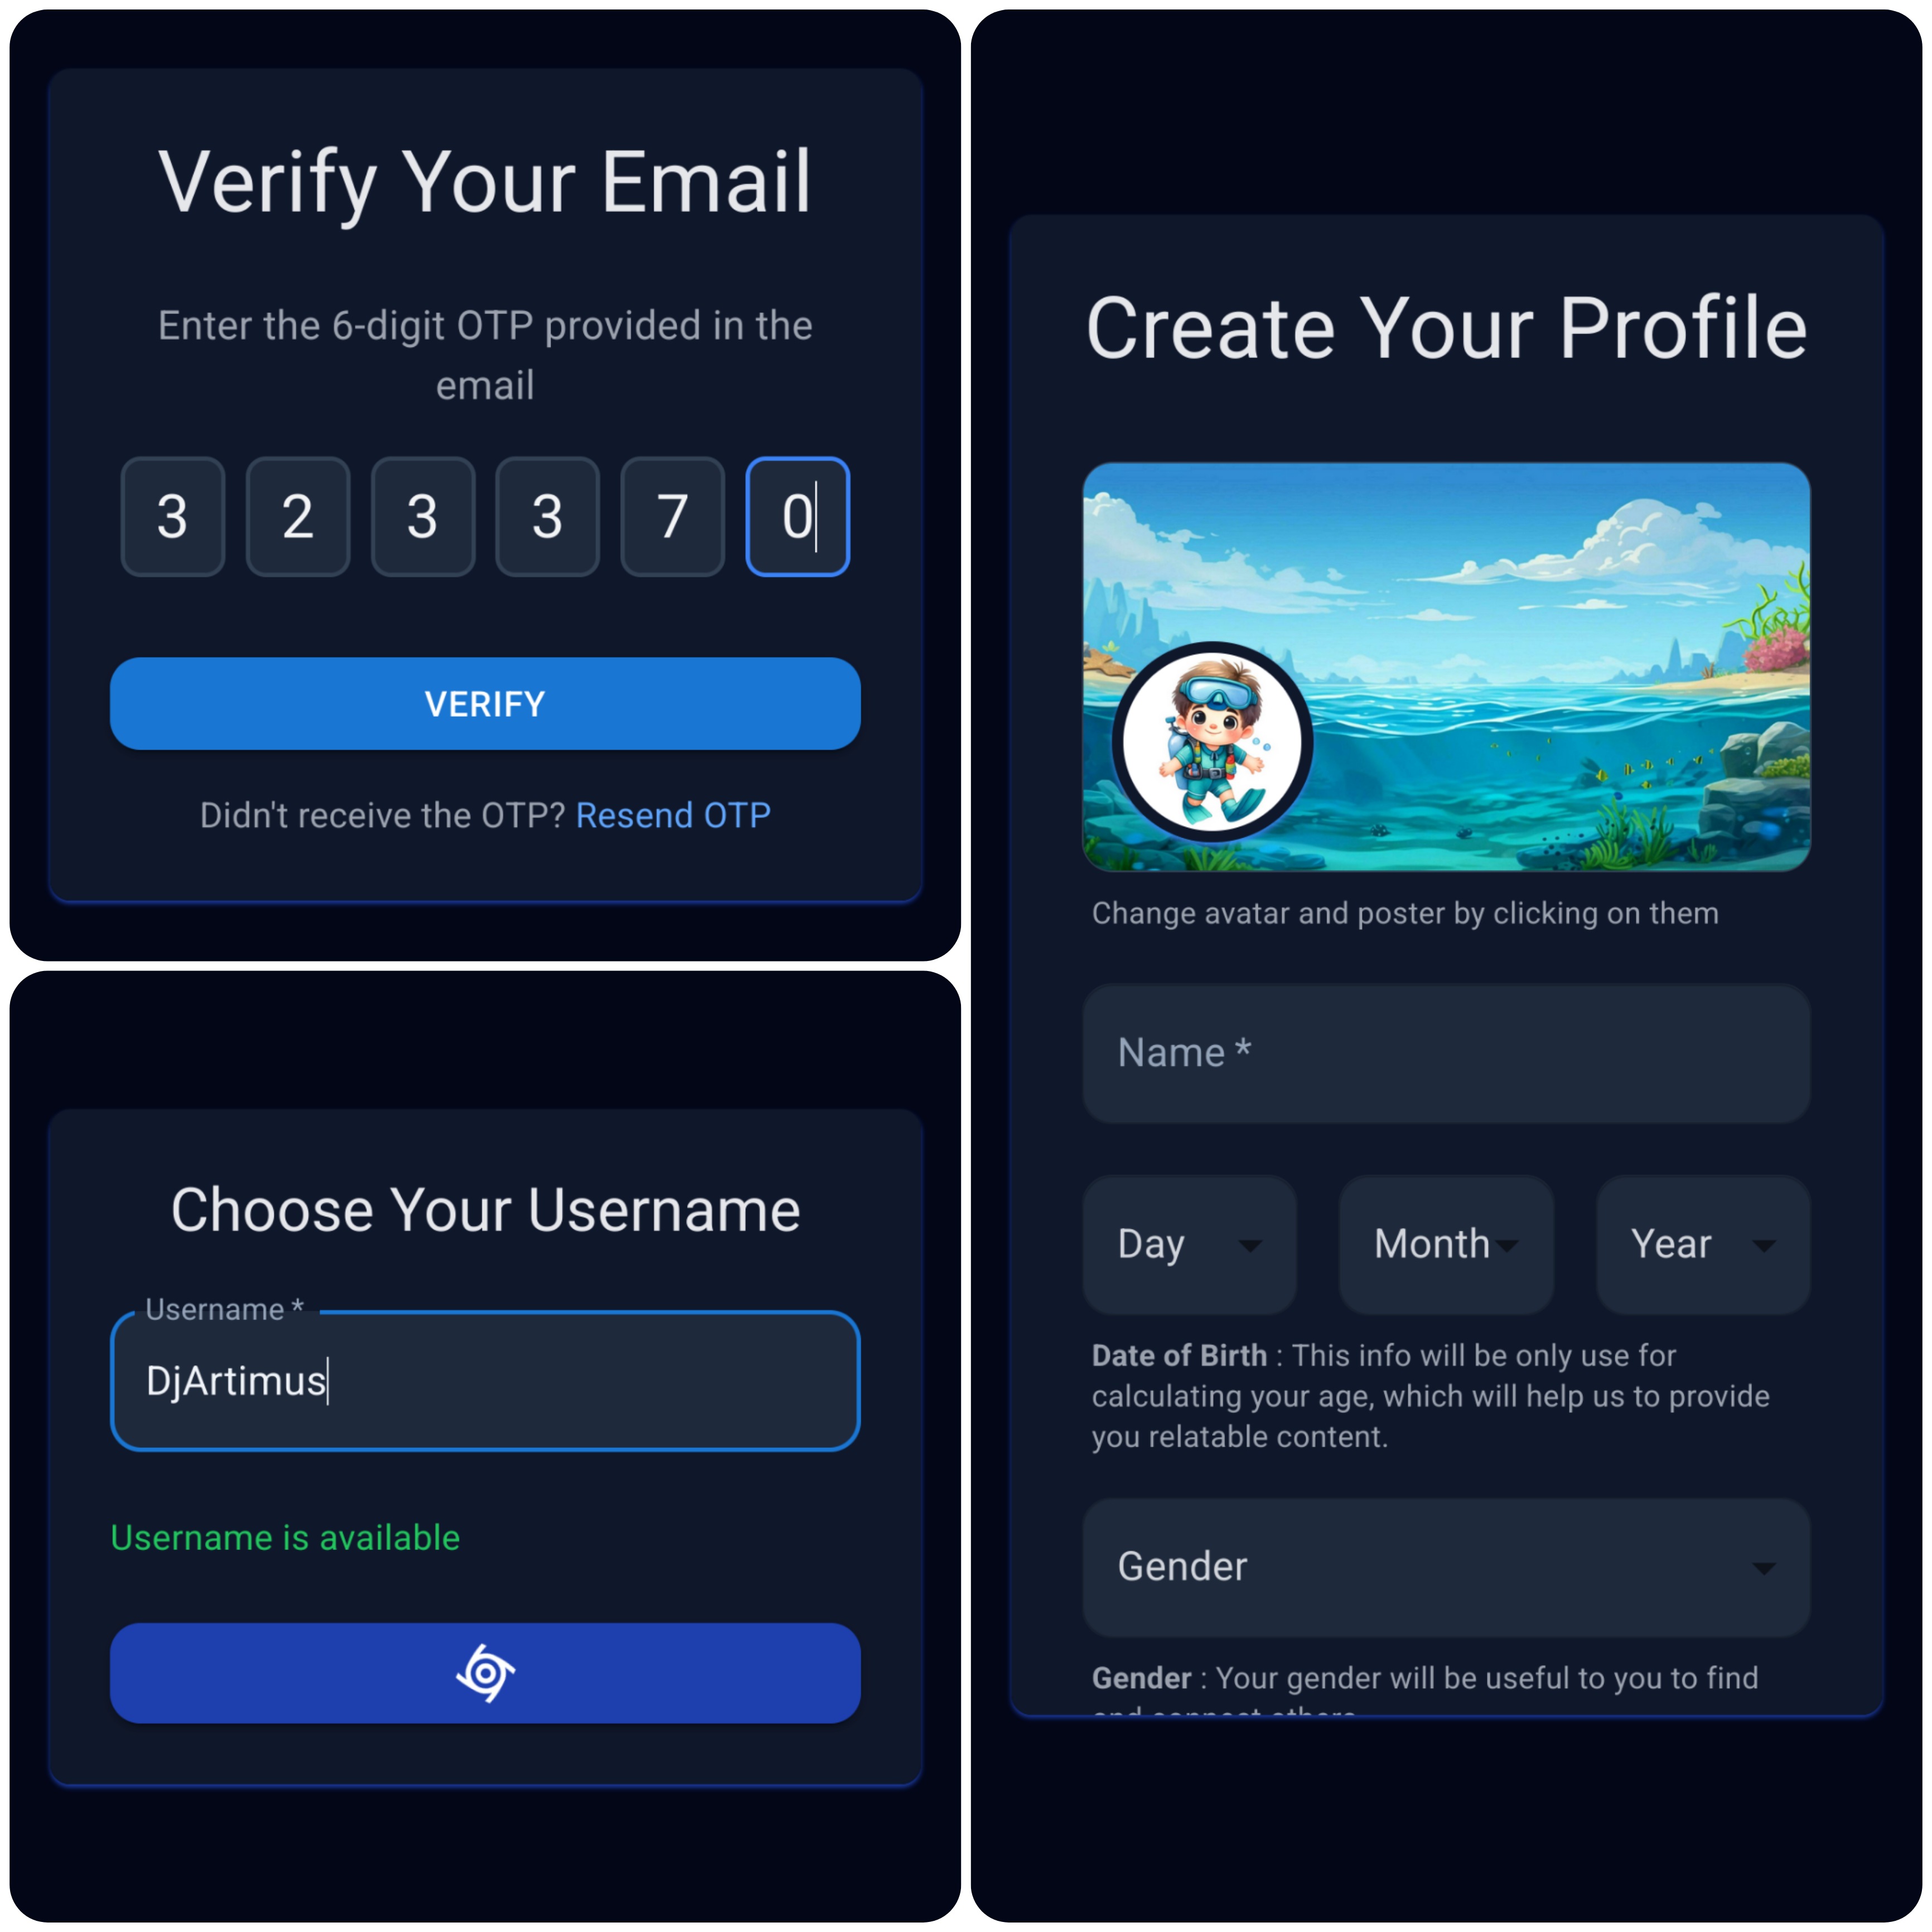 Verify Your Email
Enter the 6-digit OTP provided in the
email
3 2 3 3 7 0
VERIFY
Didn't receive the OTP? Resend OTP
Choose Your Username
Username *
DjArtimus
Username is available
Create Your Profile
Change avatar and poster by clicking on them
Name *
Day Month Year
Date of Birth : This info will be only use for
calculating your age, which will help us to provide
you relatable content.
Gender
Gender : Your gender will be useful to you to find
and connect others